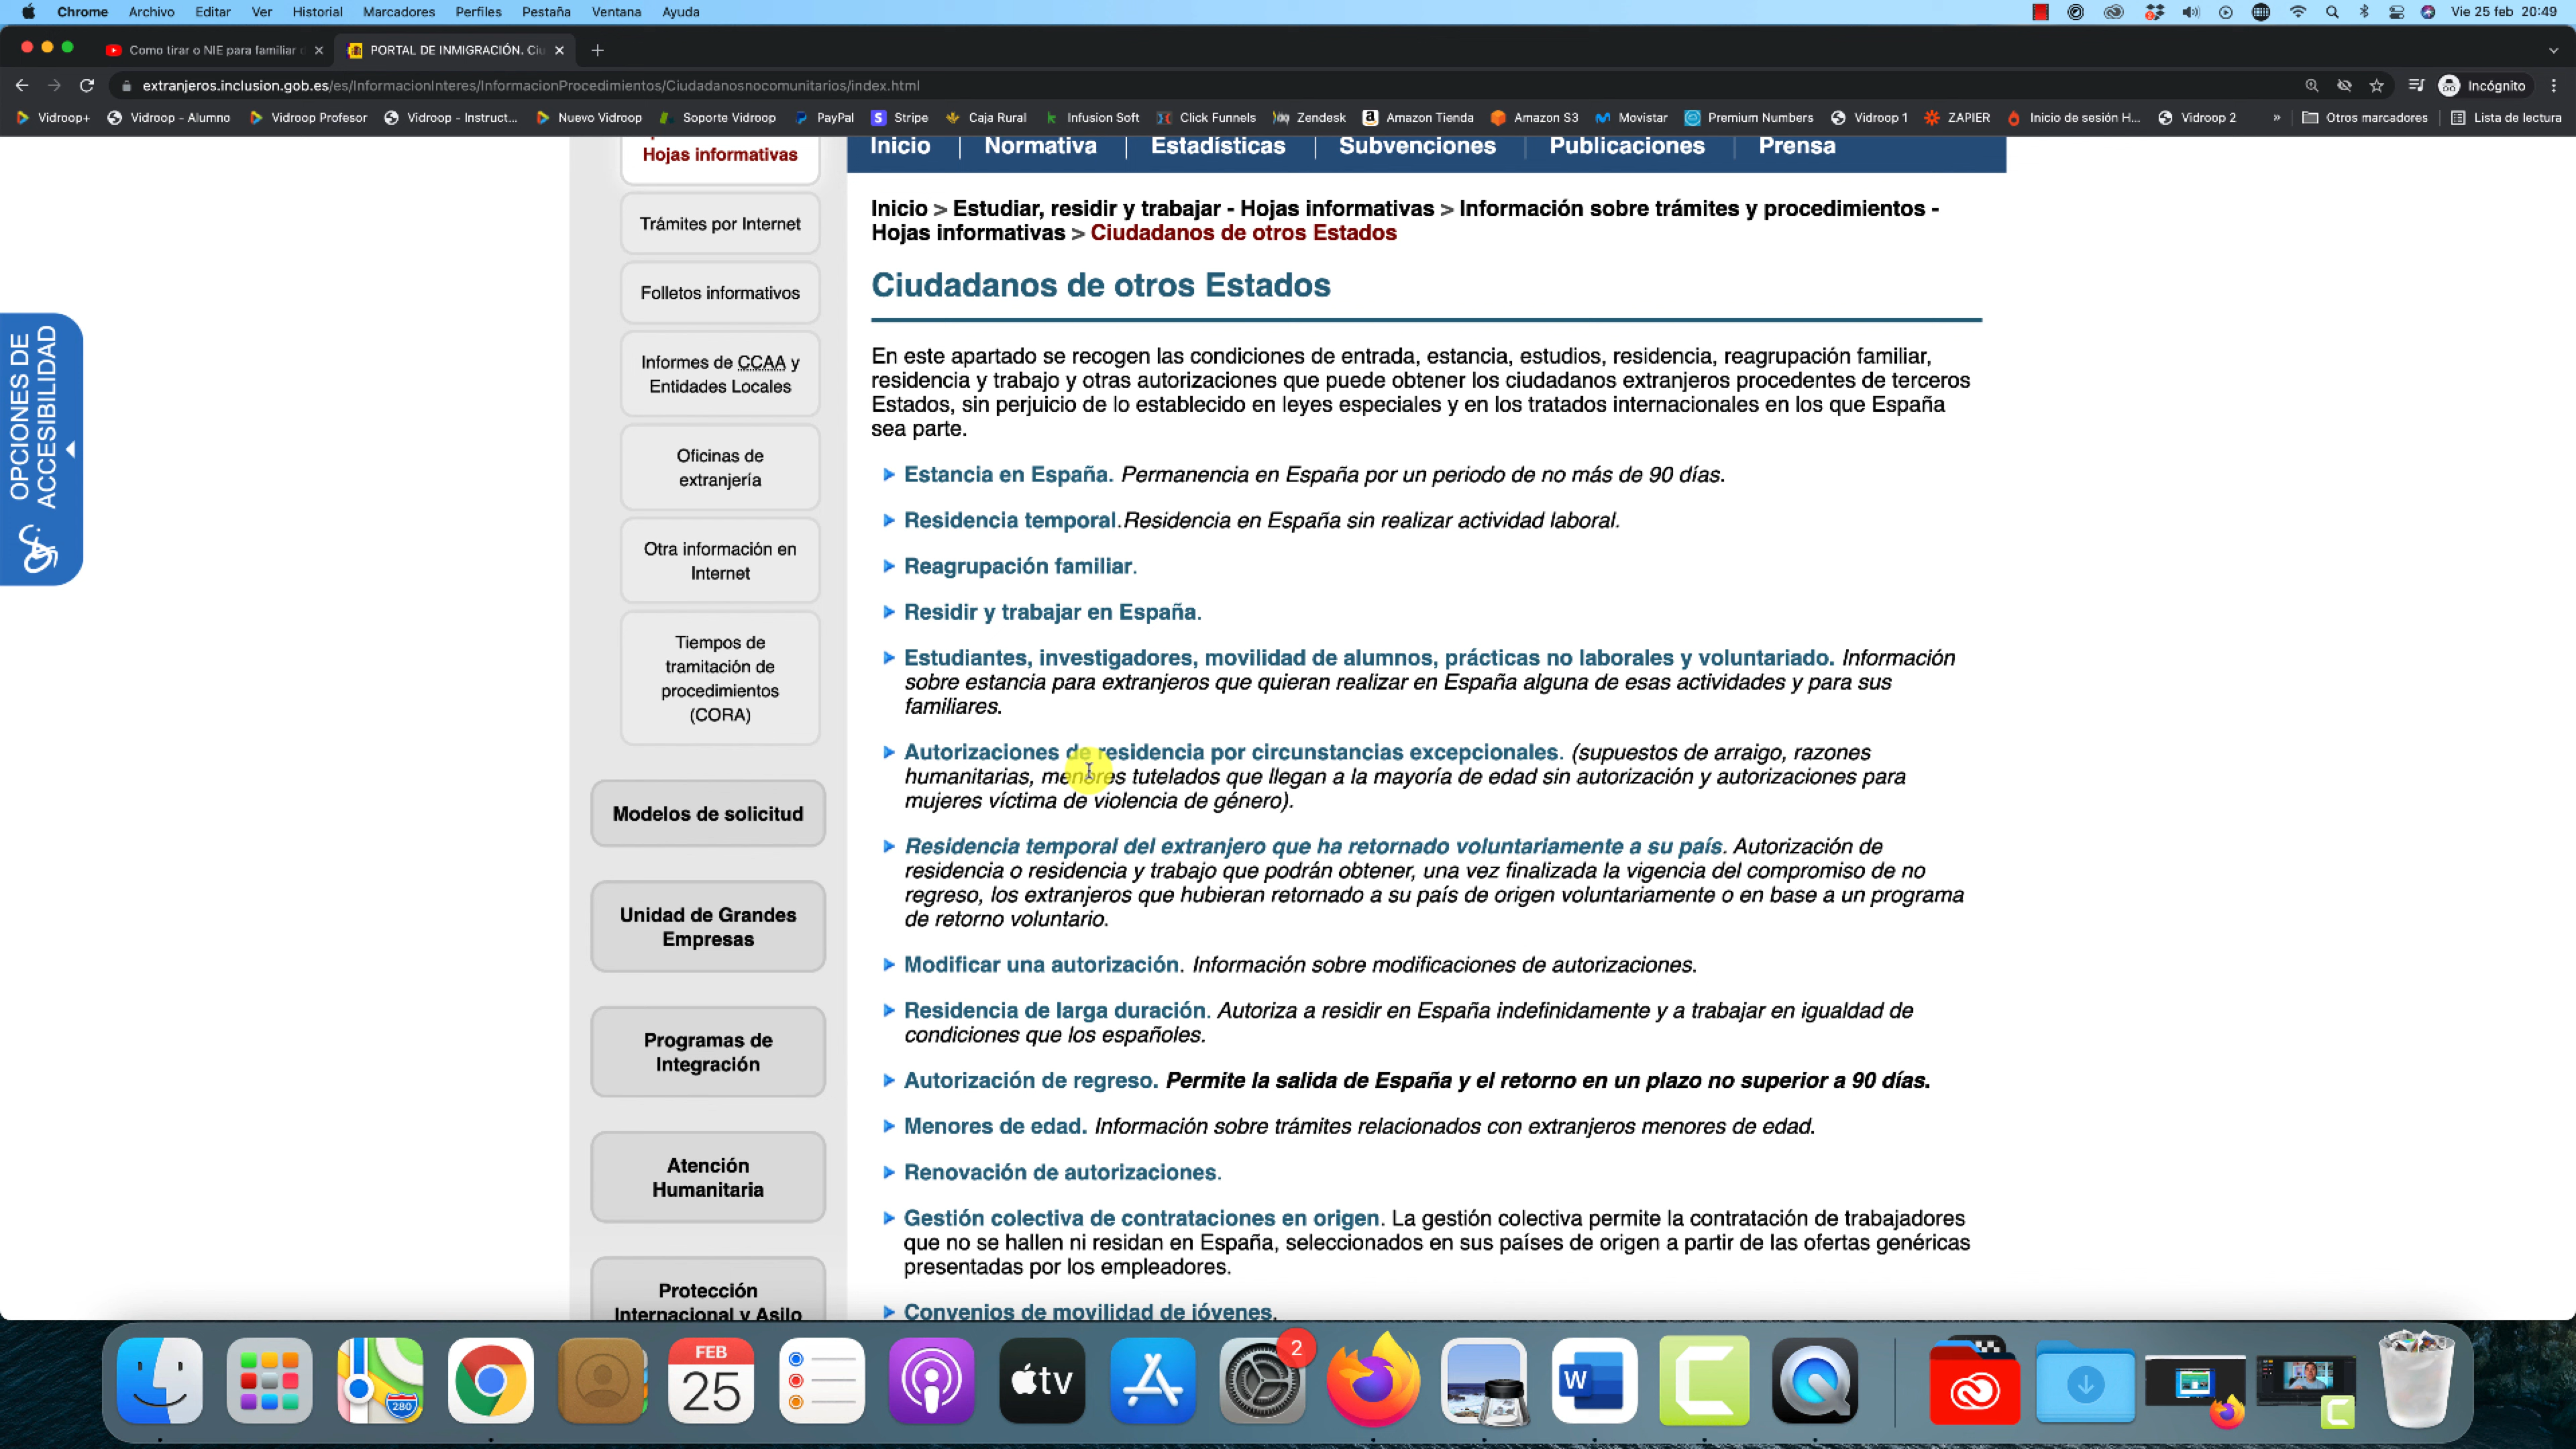 Chrome Archivo Editar Ver Historial Marcadores Perfiles Pestaña Ventana Ayuda
Vie 25 feb 20:49
Como tirar o NIE para familiar
PORTAL DE INMIGRACIÓN. Ciu
extranjeros.inclusion.gob.es/es/InformacionInteres/InformacionProcedimientos/Ciudadanosnocomunitarios/index.html
Incógnito
Vidroop+ Vidroop - Alumno Vidroop Profesor Vidroop - Instruct... Nuevo Vidroop Soporte Vidroop PayPal Stripe Caja Rural Infusion Soft Click Funnels Zendesk Amazon Tienda Amazon S3 Movistar Premium Numbers Vidroop 1 ZAPIER Inicio de sesión H... Vidroop 2 » Otros marcadores Lista de lectura
OPCIONES DE
ACCESIBILIDAD
Hojas informativas
Trámites por Internet
Folletos informativos
Informes de CCAA y
Entidades Locales
Oficinas de
extranjería
Otra información en
Internet
Tiempos de
tramitación de
procedimientos
(CORA)
Modelos de solicitud
Unidad de Grandes
Empresas
Programas de
Integración
Atención
Humanitaria
Protección
Internacional y Asilo
Inicio Normativa Estadísticas Subvenciones Publicaciones Prensa
Inicio > Estudiar, residir y trabajar - Hojas informativas > Información sobre trámites y procedimientos -
Hojas informativas > Ciudadanos de otros Estados
Ciudadanos de otros Estados
En este apartado se recogen las condiciones de entrada, estancia, estudios, residencia, reagrupación familiar,
residencia y trabajo y otras autorizaciones que puede obtener los ciudadanos extranjeros procedentes de terceros
Estados, sin perjuicio de lo establecido en leyes especiales y en los tratados internacionales en los que España
sea parte.
Estancia en España. Permanencia en España por un periodo de no más de 90 días.
Residencia temporal.Residencia en España sin realizar actividad laboral.
Reagrupación familiar.
Residir y trabajar en España.
Estudiantes, investigadores, movilidad de alumnos, prácticas no laborales y voluntariado. Información
sobre estancia para extranjeros que quieran realizar en España alguna de esas actividades y para sus
familiares.
Autorizaciones de residencia por circunstancias excepcionales. (supuestos de arraigo, razones
humanitarias, menores tutelados que llegan a la mayoría de edad sin autorización y autorizaciones para
mujeres víctima de violencia de género).
Residencia temporal del extranjero que ha retornado voluntariamente a su país. Autorización de
residencia o residencia y trabajo que podrán obtener, una vez finalizada la vigencia del compromiso de no
regreso, los extranjeros que hubieran retornado a su país de origen voluntariamente o en base a un programa
de retorno voluntario.
Modificar una autorización. Información sobre modificaciones de autorizaciones.
Residencia de larga duración. Autoriza a residir en España indefinidamente y a trabajar en igualdad de
condiciones que los españoles.
Autorización de regreso. Permite la salida de España y el retorno en un plazo no superior a 90 días.
Menores de edad. Información sobre trámites relacionados con extranjeros menores de edad.
Renovación de autorizaciones.
Gestión colectiva de contrataciones en origen. La gestión colectiva permite la contratación de trabajadores
que no se hallen ni residan en España, seleccionados en sus países de origen a partir de las ofertas genéricas
presentadas por los empleadores.
Convenios de movilidad de jóvenes.
280
FEB
25
tv
2
W